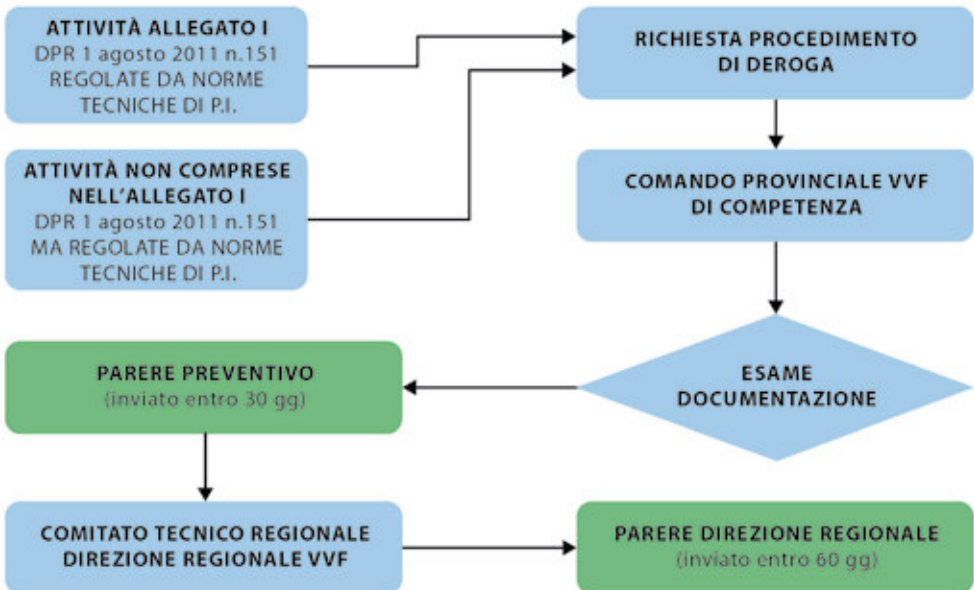 ATTIVITÀ ALLEGATO I
DPR 1 agosto 2011 n.151
REGOLATE DA NORME
TECNICHE DI P.I.
RICHIESTA PROCEDIMENTO
DI DEROGA
ATTIVITÀ NON COMPRESE
NELL'ALLEGATO I
DPR 1 agosto 2011 n.151
MA REGOLATE DA NORME
TECNICHE DI P.I.
COMANDO PROVINCIALE VVF
DI COMPETENZA
ESAME
DOCUMENTAZIONE
PARERE PREVENTIVO
(inviato entro 30 gg)
COMITATO TECNICO REGIONALE
DIREZIONE REGIONALE VVF
PARERE DIREZIONE REGIONALE
(inviato entro 60 gg)